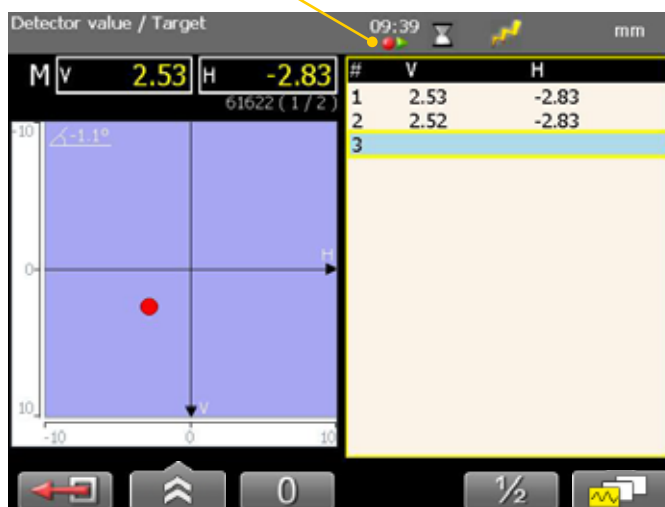 Detector value / Target
09:39
mm
M V 2.53 H -2.83
61622 ( 1 / 2 )
-10
-1.1°
H
0
10
V
-10 0 10
# V H
1 2.53 -2.83
2 2.52 -2.83
3
0
½